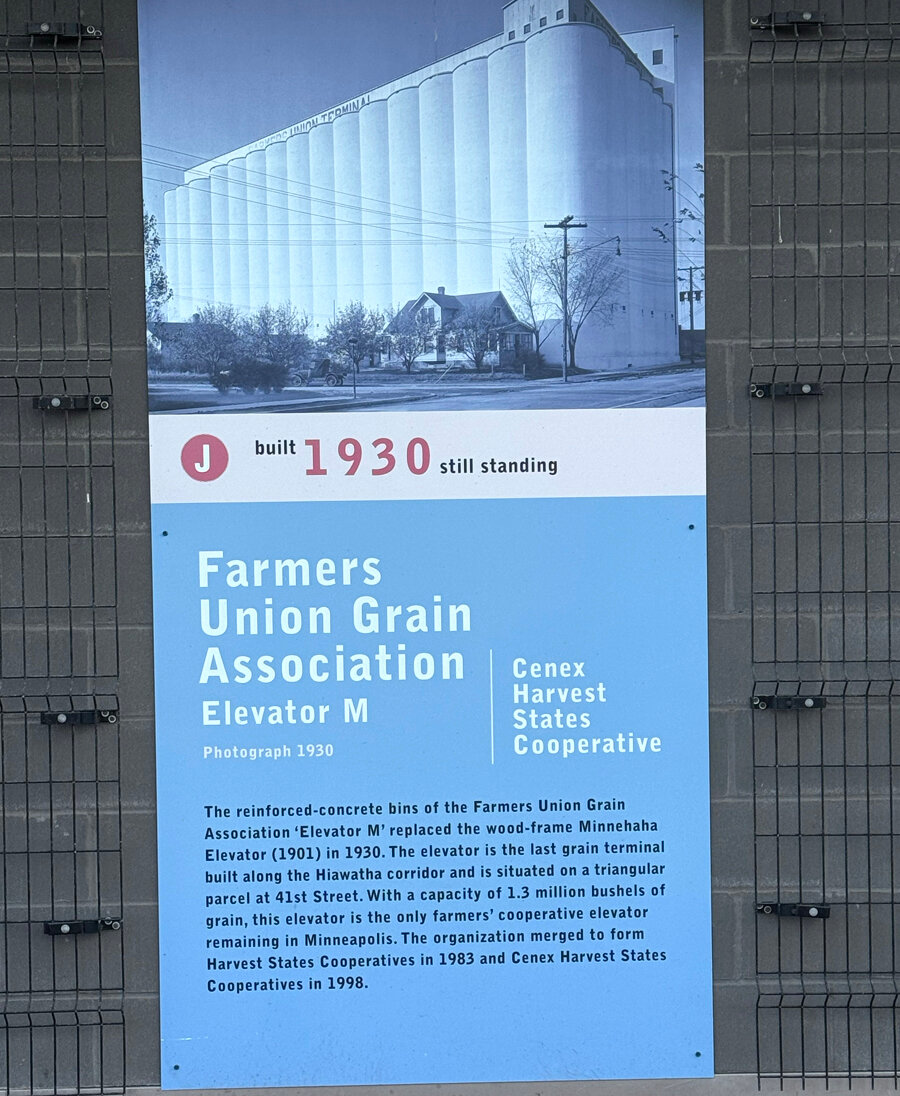 FARMERS UNION TERMINAL
J
built 1930 still standing
Farmers
Union Grain
Association
Elevator M
Photograph 1930
Cenex
Harvest
States
Cooperative
The reinforced-concrete bins of the Farmers Union Grain
Association ‘Elevator M’ replaced the wood-frame Minnehaha
Elevator (1901) in 1930. The elevator is the last grain terminal
built along the Hiawatha corridor and is situated on a triangular
parcel at 41st Street. With a capacity of 1.3 million bushels of
grain, this elevator is the only farmers’ cooperative elevator
remaining in Minneapolis. The organization merged to form
Harvest States Cooperatives in 1983 and Cenex Harvest States
Cooperatives in 1998.